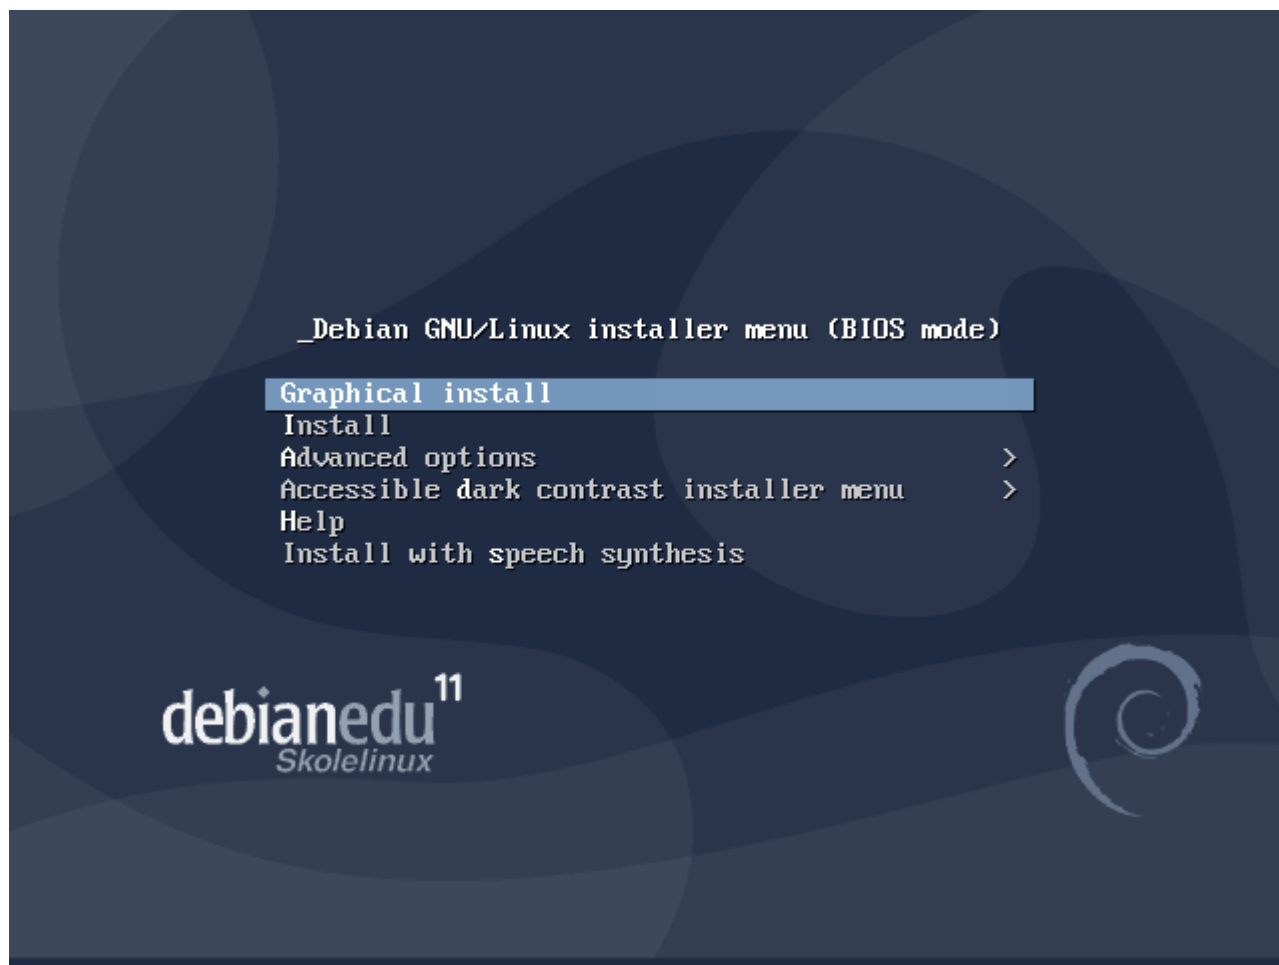 _Debian GNU/Linux installer menu (BIOS mode)
Graphical install
Install
Advanced options >
Accessible dark contrast installer menu >
Help
Install with speech synthesis
debianedu 11
Skolelinux